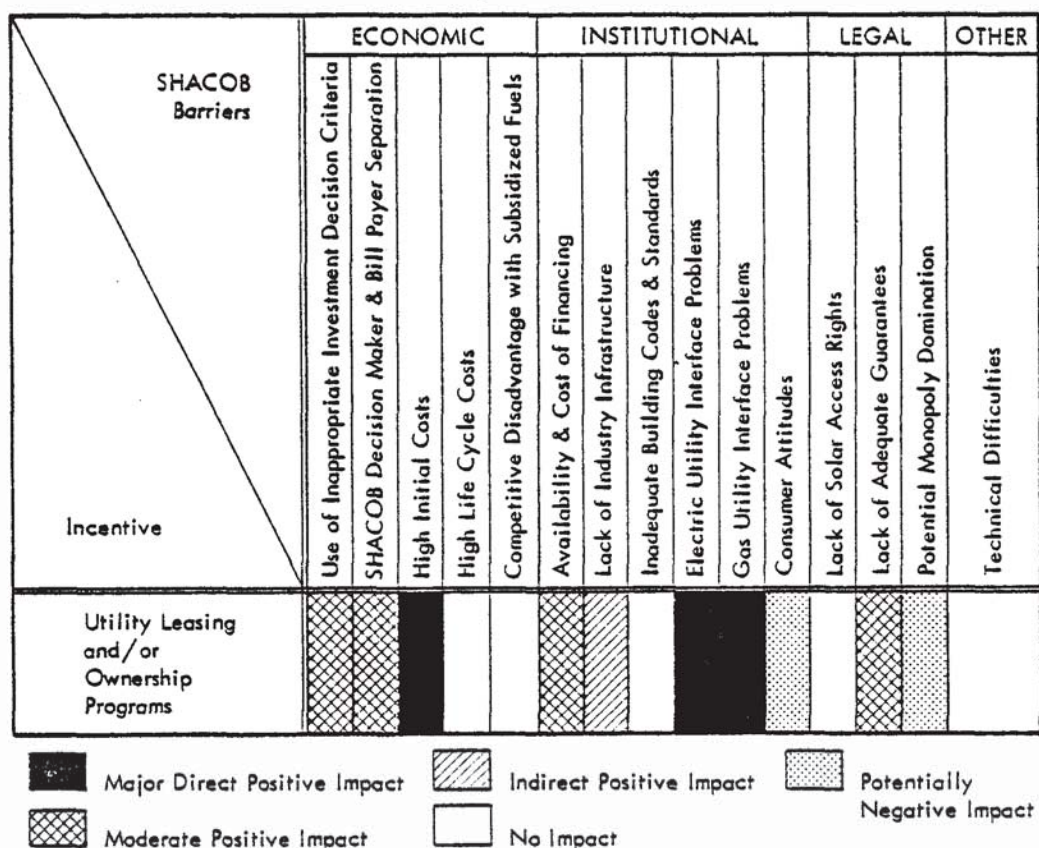 ECONOMIC
INSTITUTIONAL
LEGAL
OTHER
SHACOB
Barriers
Incentive
Use of Inappropriate Investment Decision Criteria
SHACOB Decision Maker & Bill Payer Separation
High Initial Costs
High Life Cycle Costs
Competitive Disadvantage with Subsidized Fuels
Availability & Cost of Financing
Lack of Industry Infrastructure
Inadequate Building Codes & Standards
Electric Utility Interface Problems
Gas Utility Interface Problems
Consumer Attitudes
Lack of Solar Access Rights
Lack of Adequate Guarantees
Potential Monopoly Domination
Technical Difficulties
Utility Leasing
and/or
Ownership
Programs
Major Direct Positive Impact
Indirect Positive Impact
Potentially
Negative Impact
Moderate Positive Impact
No Impact